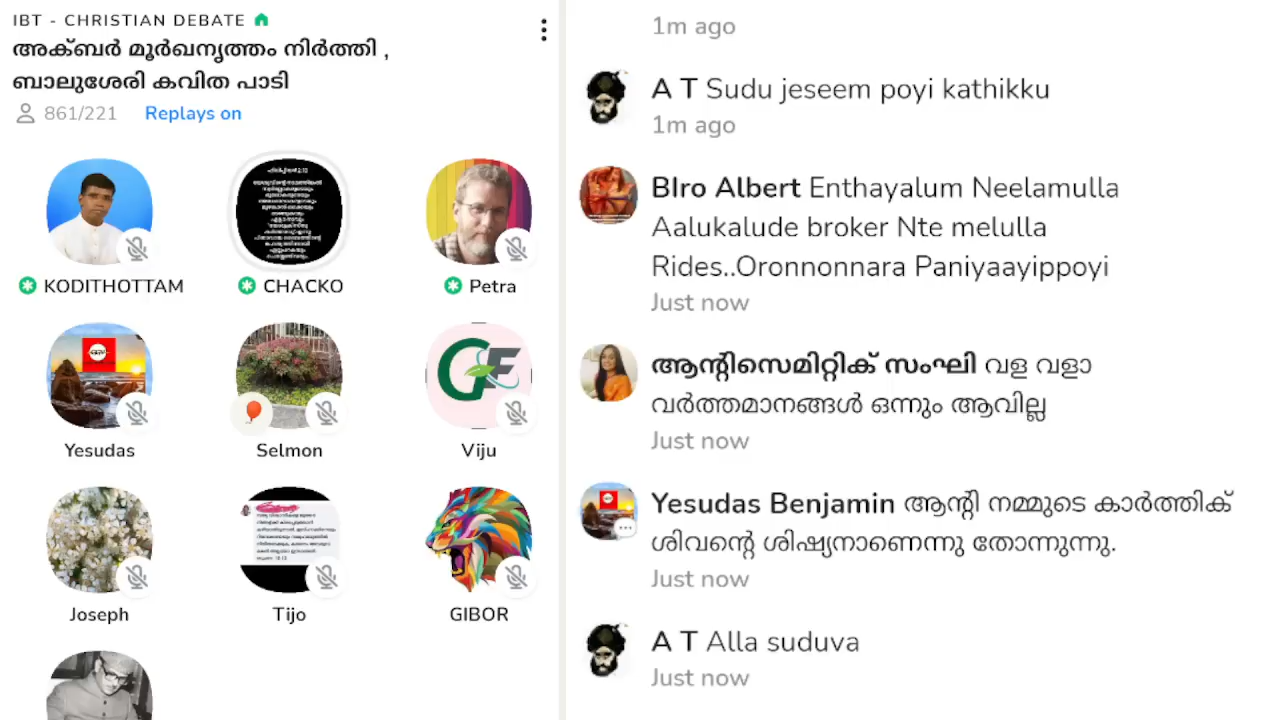 IBT - CHRISTIAN DEBATE
അക്ബർ മൂർഖനൃത്തം നിർത്തി ,
ബാലുശേരി കവിത പാടി
861/221 Replays on
KODITHOTTAM CHACKO Petra
Yesudas Selmon Viju
Joseph Tijo GIBOR
1m ago
A T Sudu jeseem poyi kathikku
1m ago
BIro Albert Enthayalum Neelamulla
Aalukalude broker Nte melulla
Rides..Oronnonnara Paniyaayippoyi
Just now
ആന്റിസെമിറ്റിക് സംഘി വള വളാ
വർത്തമാനങ്ങൾ ഒന്നും ആവില്ല
Just now
Yesudas Benjamin ആന്റി നമ്മുടെ കാർത്തിക്
ശിവന്റെ ശിഷ്യനാണെന്നു തോന്നുന്നു.
Just now
A T Alla suduva
Just now